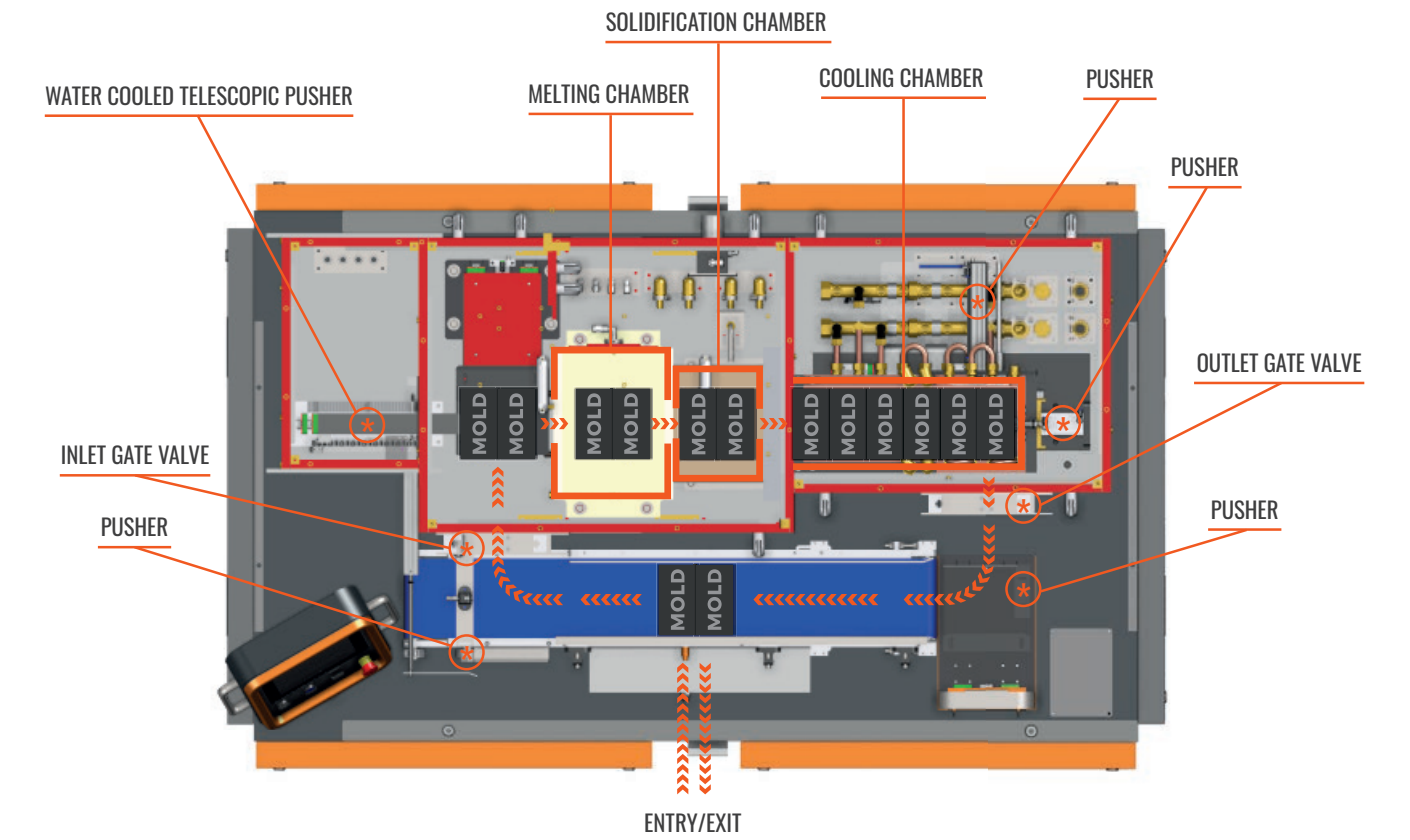 SOLIDIFICATION CHAMBER
WATER COOLED TELESCOPIC PUSHER
MELTING CHAMBER
COOLING CHAMBER
PUSHER
PUSHER
OUTLET GATE VALVE
INLET GATE VALVE
PUSHER
PUSHER
MOLD
MOLD
MOLD
MOLD
MOLD
MOLD
MOLD
MOLD
MOLD
MOLD
MOLD
MOLD
MOLD
MOLD
ENTRY/EXIT